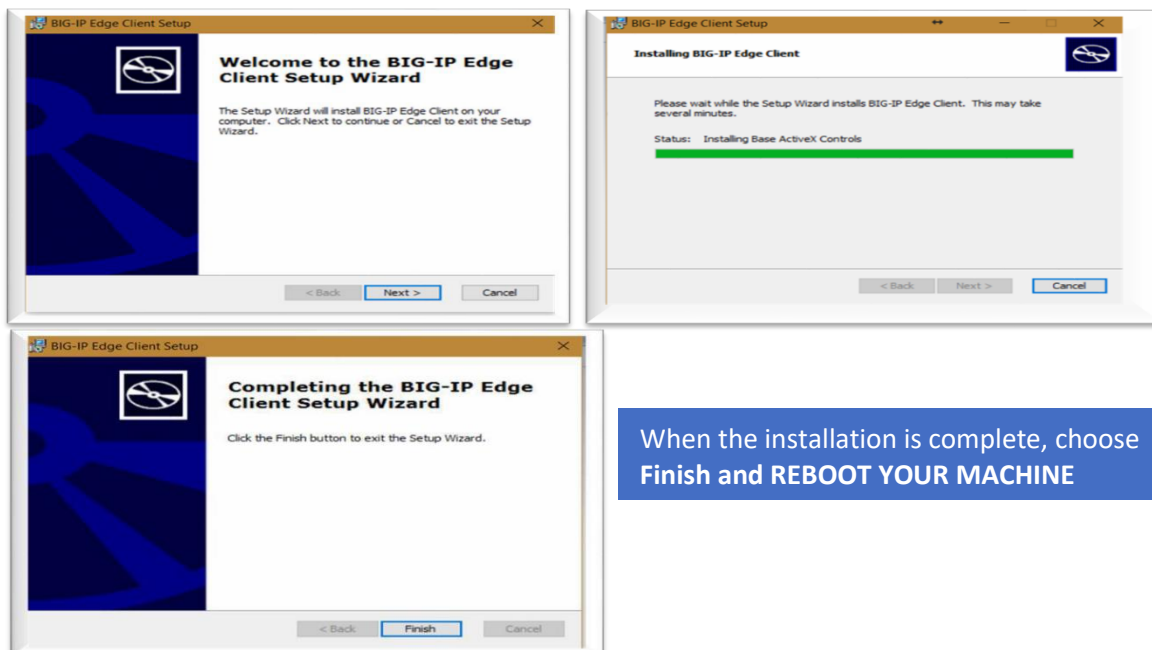 BIG-IP Edge Client Setup
Welcome to the BIG-IP Edge
Client Setup Wizard
The Setup Wizard will install BIG-IP Edge Client on your
computer. Click Next to continue or Cancel to exit the Setup
Wizard.
< Back
Next >
Cancel
BIG-IP Edge Client Setup
Installing BIG-IP Edge Client
Please wait while the Setup Wizard installs BIG-IP Edge Client. This may take
several minutes.
Status: Installing Base ActiveX Controls
< Back
Next >
Cancel
BIG-IP Edge Client Setup
Completing the BIG-IP Edge
Client Setup Wizard
Click the Finish button to exit the Setup Wizard.
< Back
Finish
Cancel
When the installation is complete, choose
Finish and REBOOT YOUR MACHINE